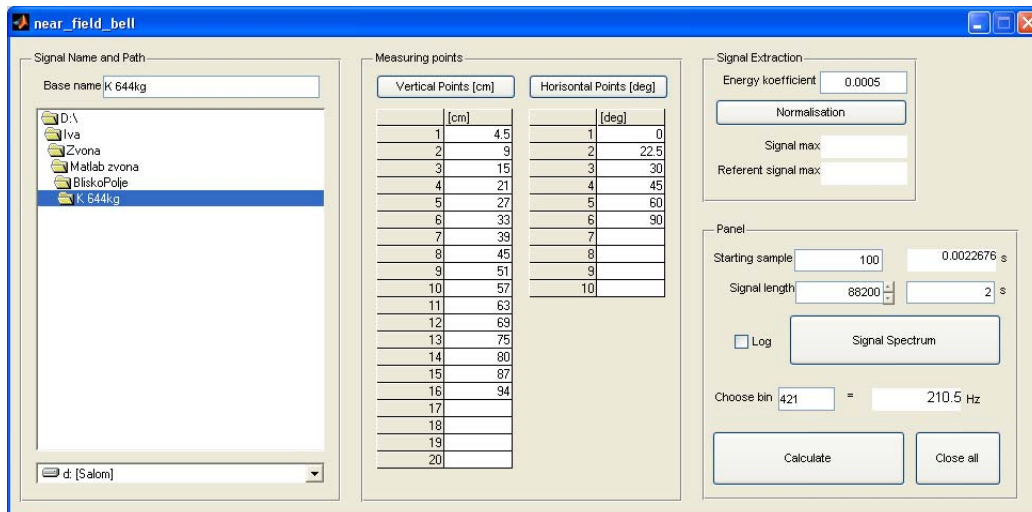 near_field_bell
Signal Name and Path
Base name K 644kg
D:\
Iva
Zvona
Matlab zvona
BliskoPolje
K 644kg
d: [Salom]
Measuring points
Vertical Points [cm]
[cm]
1 4.5
2 9
3 15
4 21
5 27
6 33
7 39
8 45
9 51
10 57
11 63
12 69
13 75
14 80
15 87
16 94
17
18
19
20
Horisontal Points [deg]
[deg]
1 0
2 22.5
3 30
4 45
5 60
6 90
7
8
9
10
Signal Extraction
Energy koefficient 0.0005
Normalisation
Signal max
Referent signal max
Panel
Starting sample 100 0.0022676 s
Signal length 88200 2 s
Log Signal Spectrum
Choose bin 421 = 210.5 Hz
Calculate Close all